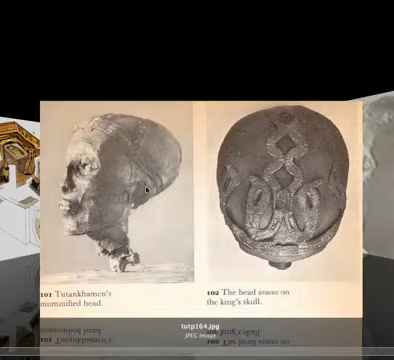 101 Tutankhamen's
mummified head.
102 The bead uraeus on
the king's skull.
tutp164.jpg
JPEG image